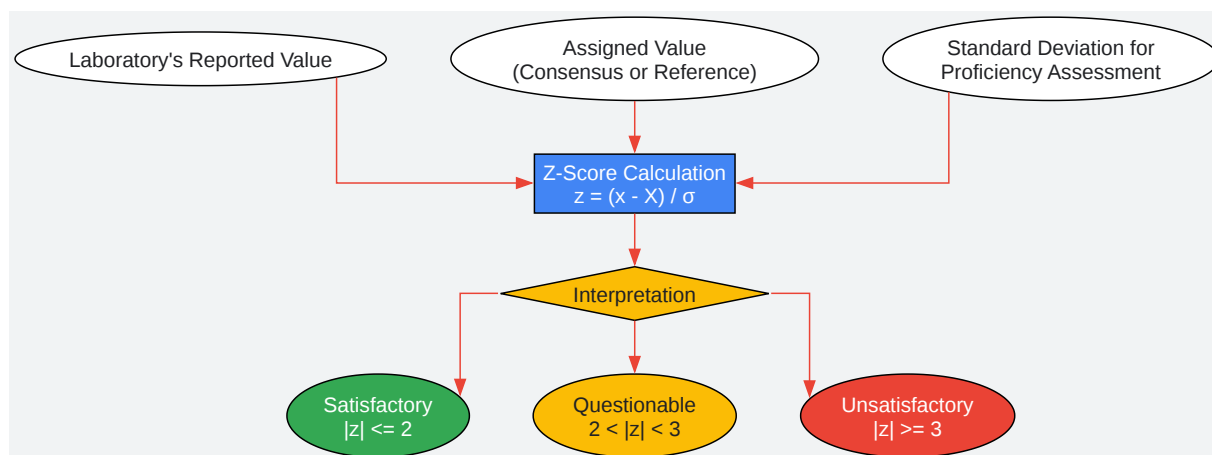 Laboratory's Reported Value
Assigned Value
(Consensus or Reference)
Standard Deviation for
Proficiency Assessment
Z-Score Calculation
z = (x - X) / σ
Interpretation
Satisfactory
|z| <= 2
Questionable
2 < |z| < 3
Unsatisfactory
|z| >= 3